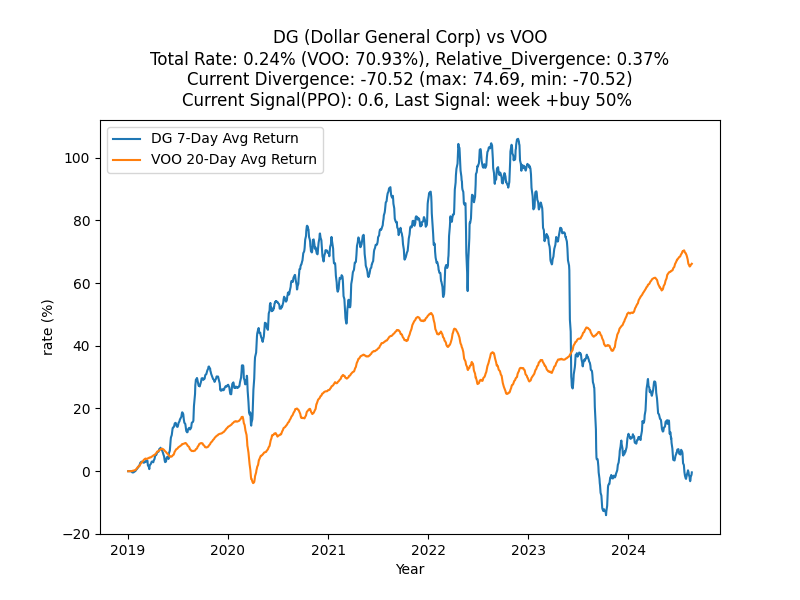 DG (Dollar General Corp) vs VOO
Total Rate: 0.24% (VOO: 70.93%), Relative_Divergence: 0.37%
Current Divergence: -70.52 (max: 74.69, min: -70.52)
Current Signal(PPO): 0.6, Last Signal: week +buy 50%
DG 7-Day Avg Return
VOO 20-Day Avg Return
100
80
60
40
20
0
−20
rate (%)
2019 2020 2021 2022 2023 2024
Year